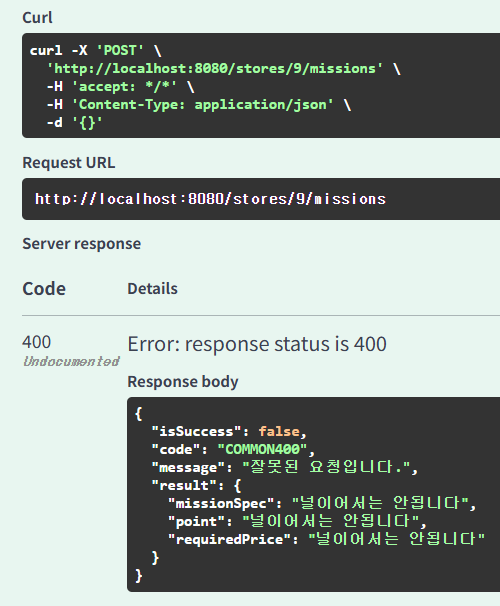 Curl
curl -X 'POST' \
'http://localhost:8080/stores/9/missions' \
-H 'accept: */*' \
-H 'Content-Type: application/json' \
-d '{}'
Request URL
http://localhost:8080/stores/9/missions
Server response
Code Details
400 Error: response status is 400
Undocumented
Response body
{
"isSuccess": false,
"code": "COMMON400",
"message": "잘못된 요청입니다.",
"result": {
"missionSpec": "널이어서는 안됩니다",
"point": "널이어서는 안됩니다",
"requiredPrice": "널이어서는 안됩니다"
}
}